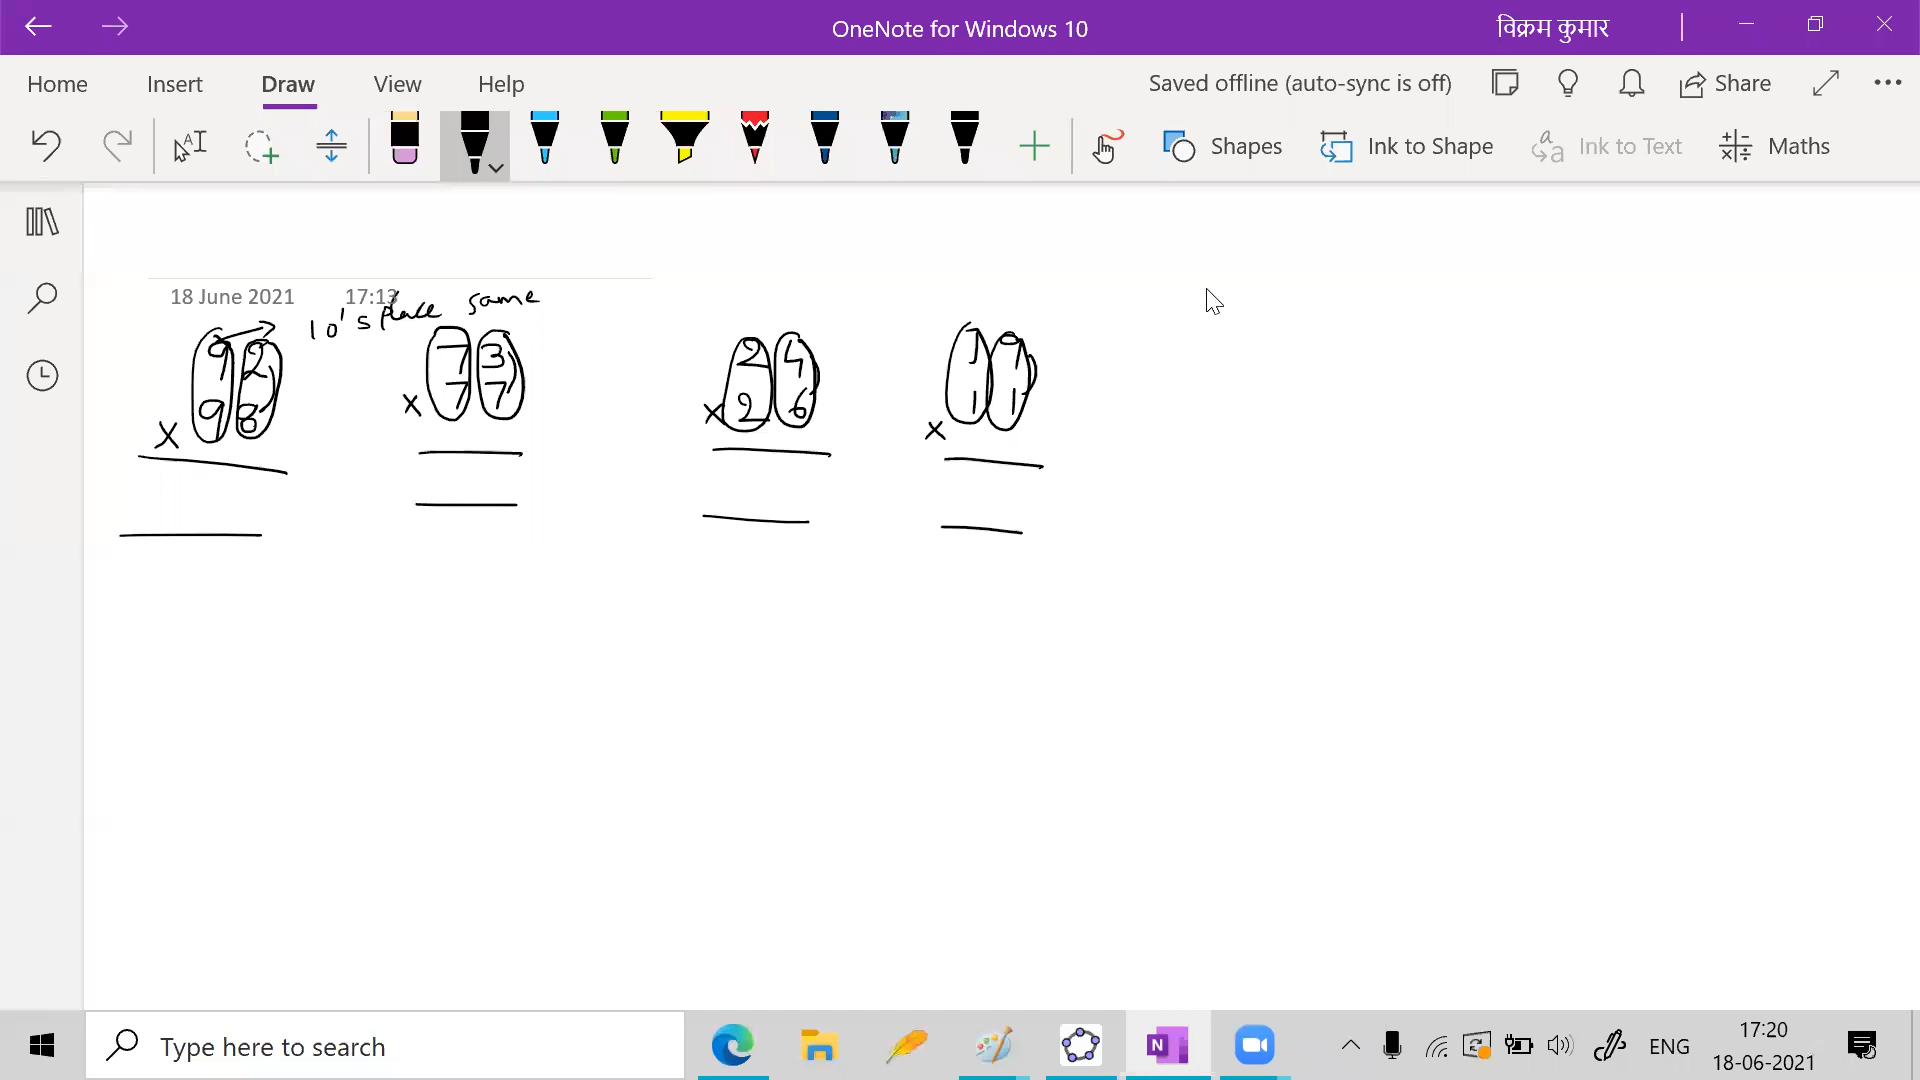 OneNote for Windows 10
विक्रम कुमार
Home Insert Draw View Help
Saved offline (auto-sync is off)
Share
Shapes
Ink to Shape
Ink to Text
Maths
18 June 2021 17:13
10's place same
92 73 24 19
× 98 × 77 × 26 × 11
Type here to search
ENG
17:20
18-06-2021